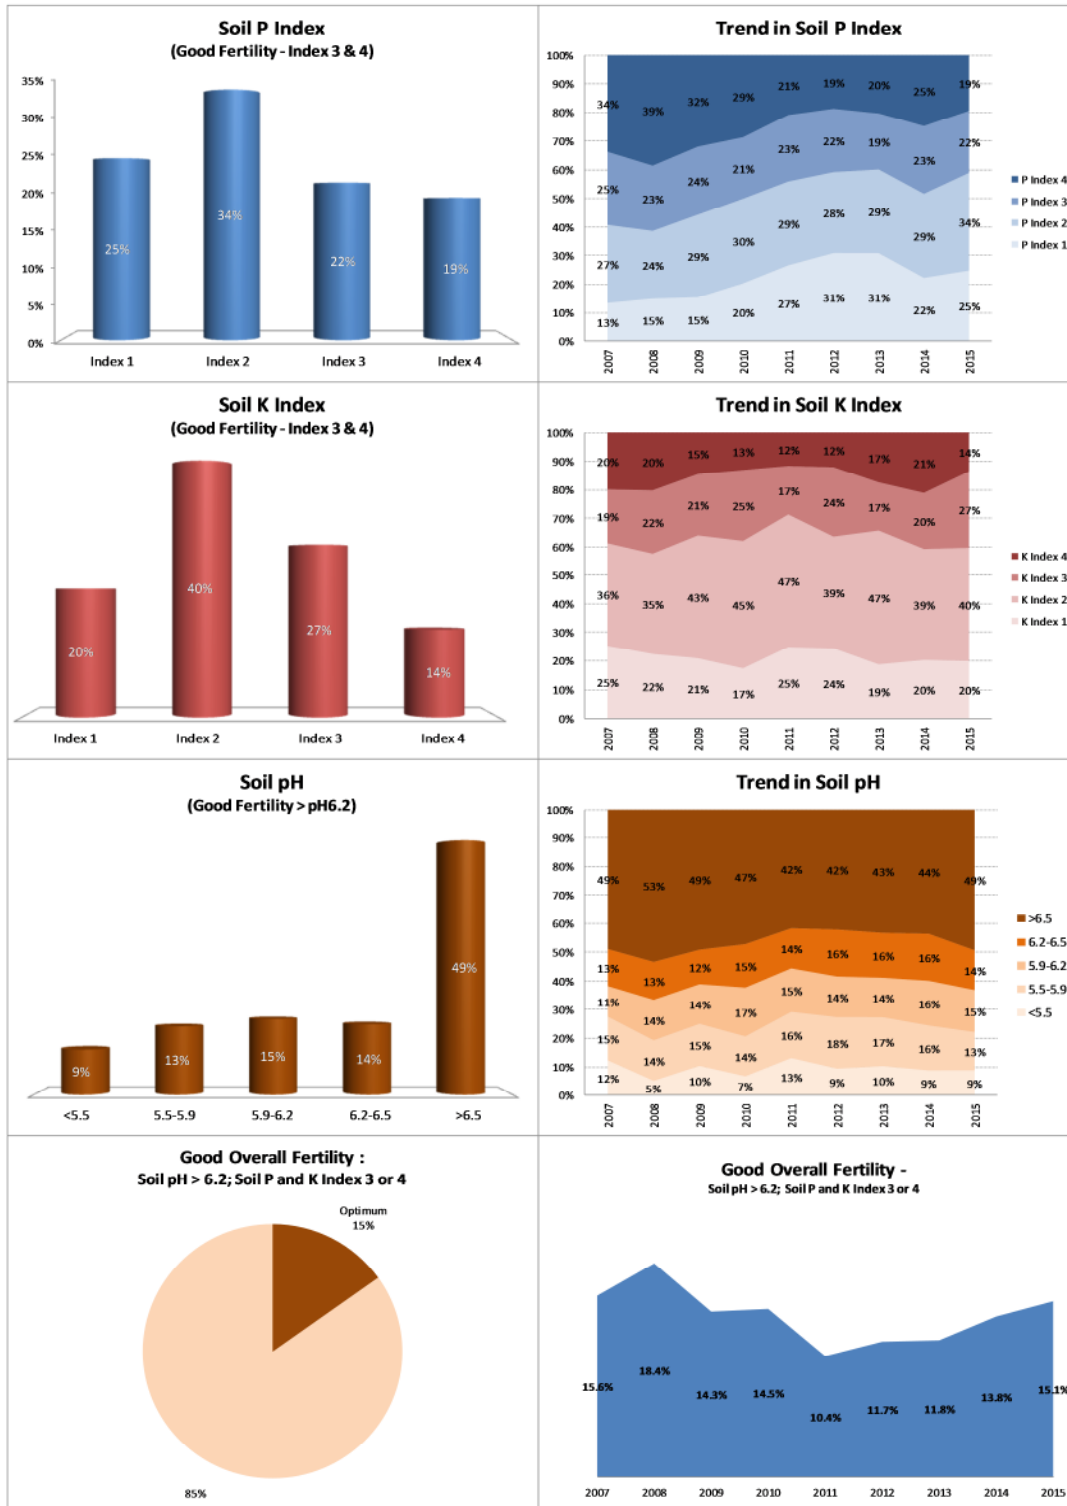 Soil P Index
(Good Fertility - Index 3 & 4)
35%
30%
25%
20%
15%
10%
5%
0%
25%
34%
22%
19%
Index 1 Index 2 Index 3 Index 4
Trend in Soil P Index
100%
90%
80%
70%
60%
50%
40%
30%
20%
10%
0%
34% 39% 32% 29% 21% 19% 20% 25% 19%
25% 23% 24% 21% 23% 22% 19% 23% 22%
27% 24% 29% 30% 29% 28% 29% 29% 34%
13% 15% 15% 20% 27% 31% 31% 22% 25%
2007 2008 2009 2010 2011 2012 2013 2014 2015
P Index 4
P Index 3
P Index 2
P Index 1
Soil K Index
(Good Fertility - Index 3 & 4)
20%
40%
27%
14%
Index 1 Index 2 Index 3 Index 4
Trend in Soil K Index
100%
90%
80%
70%
60%
50%
40%
30%
20%
10%
0%
20% 20% 15% 13% 12% 12% 17% 21% 14%
19% 22% 21% 25% 17% 24% 17% 20% 27%
36% 35% 43% 45% 47% 39% 47% 39% 40%
25% 22% 21% 17% 25% 24% 19% 20% 20%
2007 2008 2009 2010 2011 2012 2013 2014 2015
K Index 4
K Index 3
K Index 2
K Index 1
Soil pH
(Good Fertility > pH6.2)
9%
13%
15%
14%
49%
<5.5 5.5-5.9 5.9-6.2 6.2-6.5 >6.5
Trend in Soil pH
100%
90%
80%
70%
60%
50%
40%
30%
20%
10%
0%
49% 53% 49% 47% 42% 42% 43% 44% 49%
13% 13% 12% 15% 14% 16% 16% 16% 14%
11% 14% 14% 17% 15% 14% 14% 16% 15%
15% 14% 15% 14% 16% 18% 17% 16% 13%
12% 5% 10% 7% 13% 9% 10% 9% 9%
2007 2008 2009 2010 2011 2012 2013 2014 2015
>6.5
6.2-6.5
5.9-6.2
5.5-5.9
<5.5
Good Overall Fertility :
Soil pH > 6.2; Soil P and K Index 3 or 4
Optimum
15%
85%
Good Overall Fertility -
Soil pH > 6.2; Soil P and K Index 3 or 4
15.6% 18.4% 14.3% 14.5% 10.4% 11.7% 11.8% 13.8% 15.1%
2007 2008 2009 2010 2011 2012 2013 2014 2015